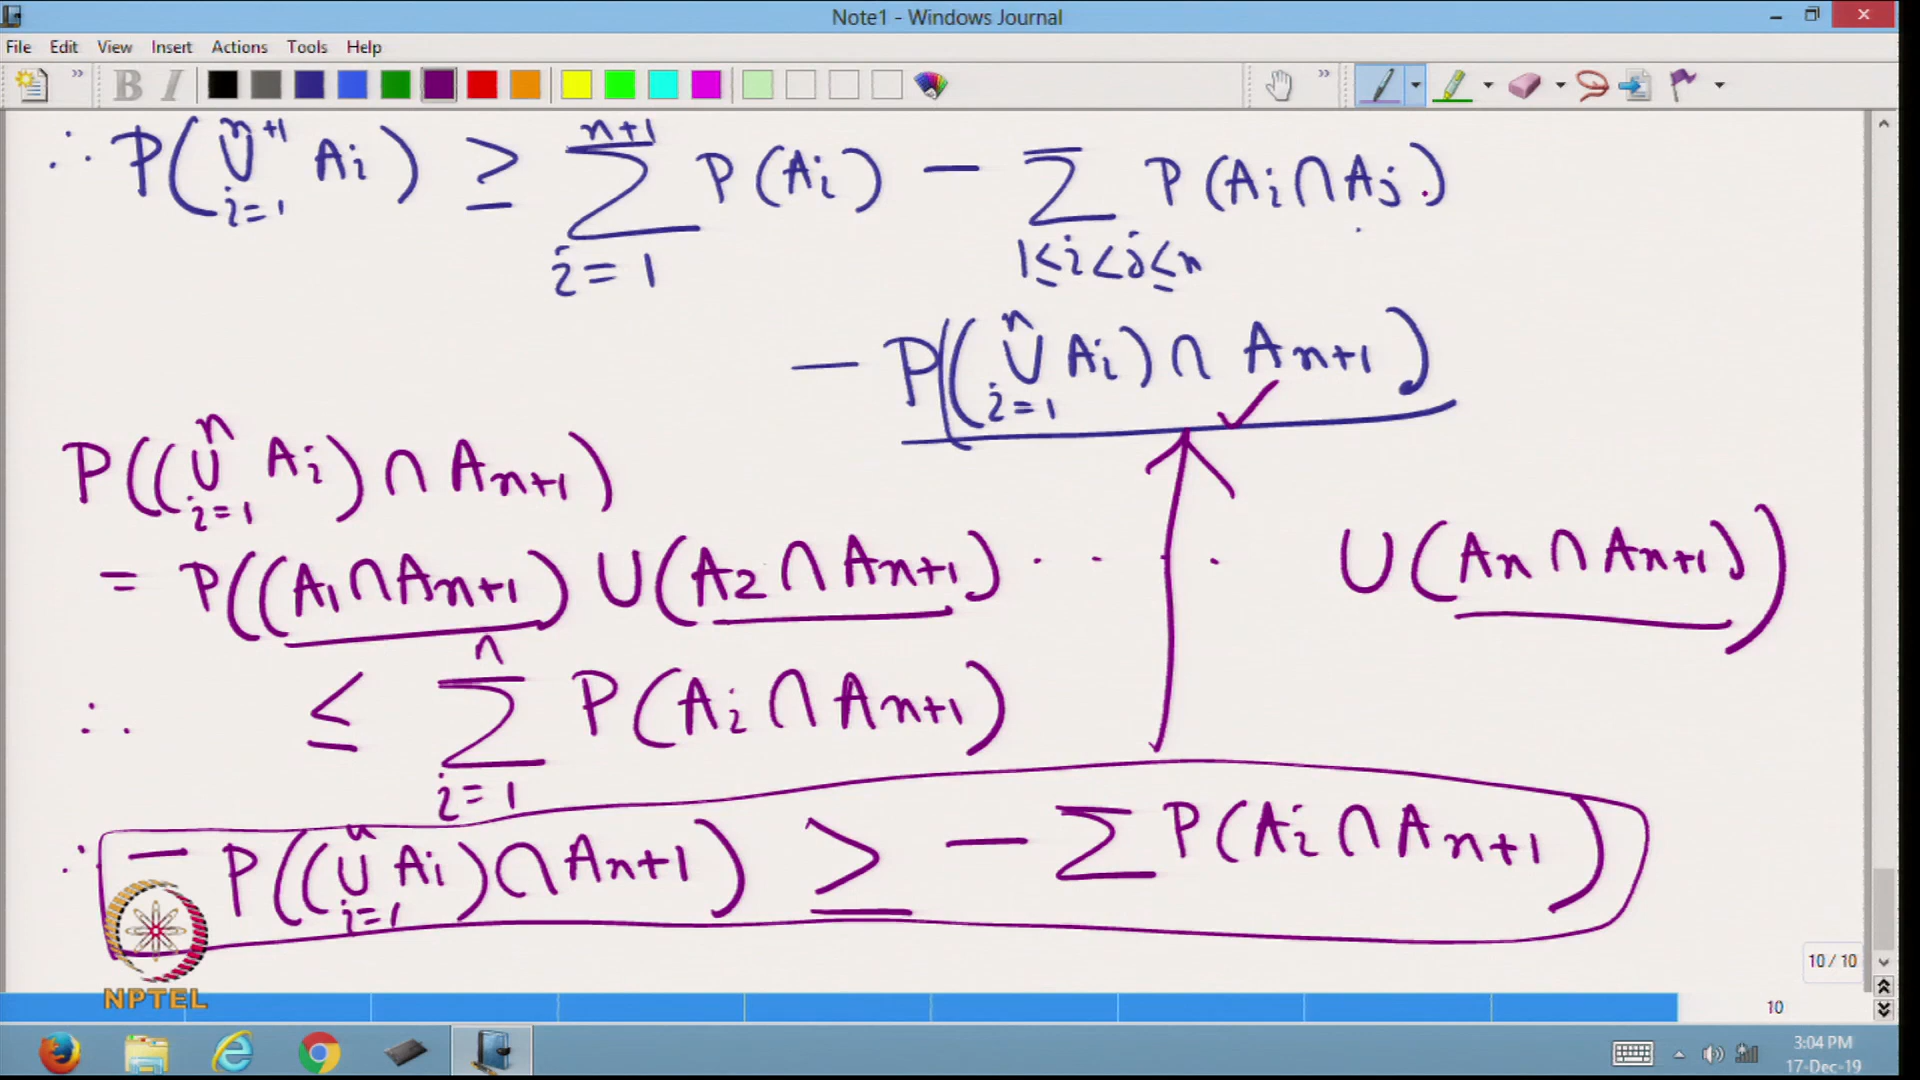 Note1 - Windows Journal
File Edit View Insert Actions Tools Help
B I
∴ P(⋃_{i=1}^{n+1} Ai) ≥ ∑_{i=1}^{n+1} P(Ai) − ∑_{1≤i<j≤n} P(Ai ∩ Aj)
− P((⋃_{i=1}^{n} Ai) ∩ An+1)
P((⋃_{i=1}^{n} Ai) ∩ An+1)
= P((A1 ∩ An+1) ∪ (A2 ∩ An+1) · · · ∪ (An ∩ An+1))
∴ ≤ ∑_{i=1}^{n} P(Ai ∩ An+1)
∴ − P((⋃_{i=1}^{n} Ai) ∩ An+1) ≥ − ∑ P(Ai ∩ An+1)
NPTEL
10 / 10
10
3:04 PM
17-Dec-19